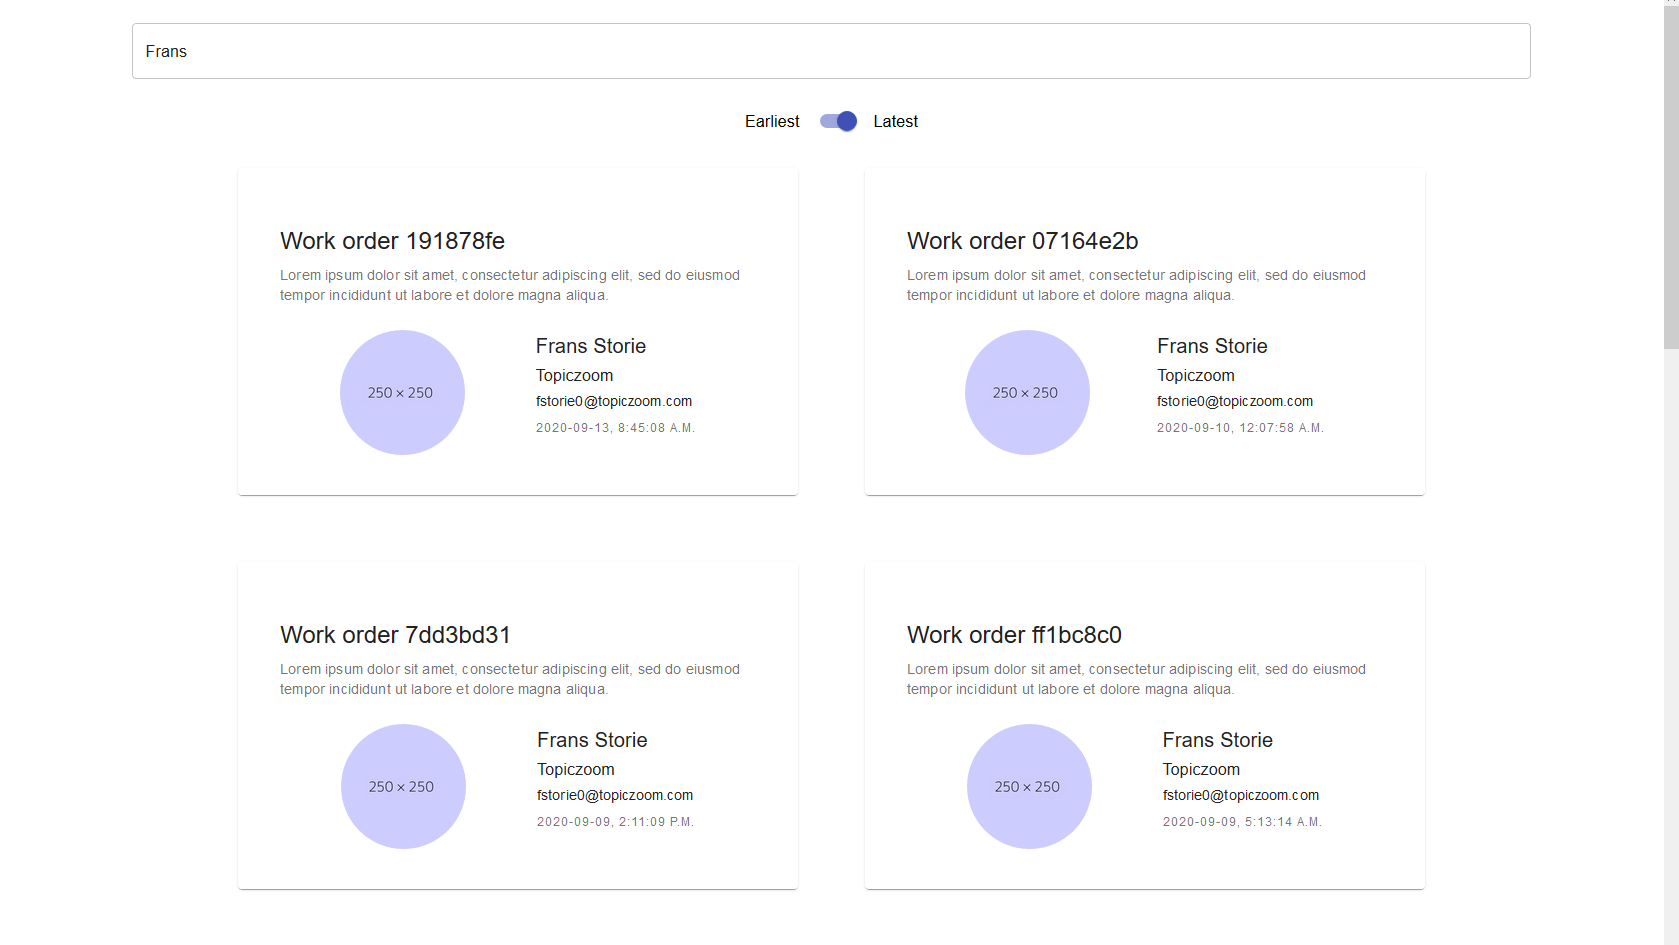 Frans
Earliest Latest
Work order 191878fe
Lorem ipsum dolor sit amet, consectetur adipiscing elit, sed do eiusmod
tempor incididunt ut labore et dolore magna aliqua.
250 × 250
Frans Storie
Topiczoom
fstorie0@topiczoom.com
2020-09-13, 8:45:08 A.M.
Work order 07164e2b
Lorem ipsum dolor sit amet, consectetur adipiscing elit, sed do eiusmod
tempor incididunt ut labore et dolore magna aliqua.
250 × 250
Frans Storie
Topiczoom
fstorie0@topiczoom.com
2020-09-10, 12:07:58 A.M.
Work order 7dd3bd31
Lorem ipsum dolor sit amet, consectetur adipiscing elit, sed do eiusmod
tempor incididunt ut labore et dolore magna aliqua.
250 × 250
Frans Storie
Topiczoom
fstorie0@topiczoom.com
2020-09-09, 2:11:09 P.M.
Work order ff1bc8c0
Lorem ipsum dolor sit amet, consectetur adipiscing elit, sed do eiusmod
tempor incididunt ut labore et dolore magna aliqua.
250 × 250
Frans Storie
Topiczoom
fstorie0@topiczoom.com
2020-09-09, 5:13:14 A.M.